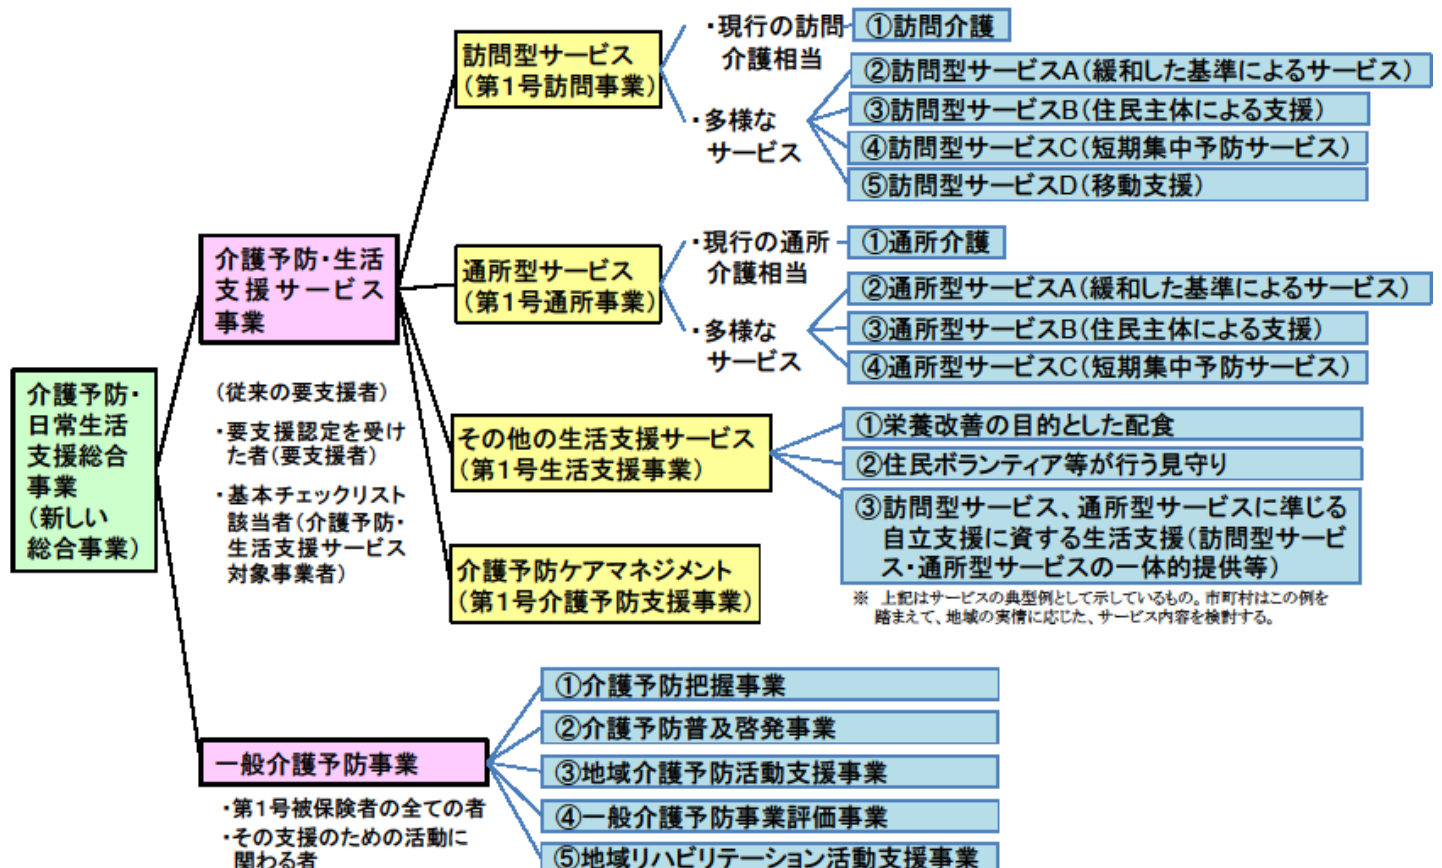 介護予防・
日常生活
支援総合
事業
(新しい
総合事業)
介護予防・生活
支援サービス
事業
(従来の要支援者)
・要支援認定を受け
た者(要支援者)
・基本チェックリスト
該当者(介護予防・
生活支援サービス
対象事業者)
訪問型サービス
(第1号訪問事業)
・現行の訪問
介護相当
①訪問介護
・多様な
サービス
②訪問型サービスA(緩和した基準によるサービス)
③訪問型サービスB(住民主体による支援)
④訪問型サービスC(短期集中予防サービス)
⑤訪問型サービスD(移動支援)
通所型サービス
(第1号通所事業)
・現行の通所
介護相当
①通所介護
・多様な
サービス
②通所型サービスA(緩和した基準によるサービス)
③通所型サービスB(住民主体による支援)
④通所型サービスC(短期集中予防サービス)
その他の生活支援サービス
(第1号生活支援事業)
①栄養改善の目的とした配食
②住民ボランティア等が行う見守り
③訪問型サービス、通所型サービスに準じる
自立支援に資する生活支援(訪問型サービ
ス・通所型サービスの一体的提供等)
※ 上記はサービスの典型例として示しているもの。市町村はこの例を
踏まえて、地域の実情に応じた、サービス内容を検討する。
介護予防ケアマネジメント
(第1号介護予防支援事業)
一般介護予防事業
・第1号被保険者の全ての者
・その支援のための活動に
関わる者
①介護予防把握事業
②介護予防普及啓発事業
③地域介護予防活動支援事業
④一般介護予防事業評価事業
⑤地域リハビリテーション活動支援事業